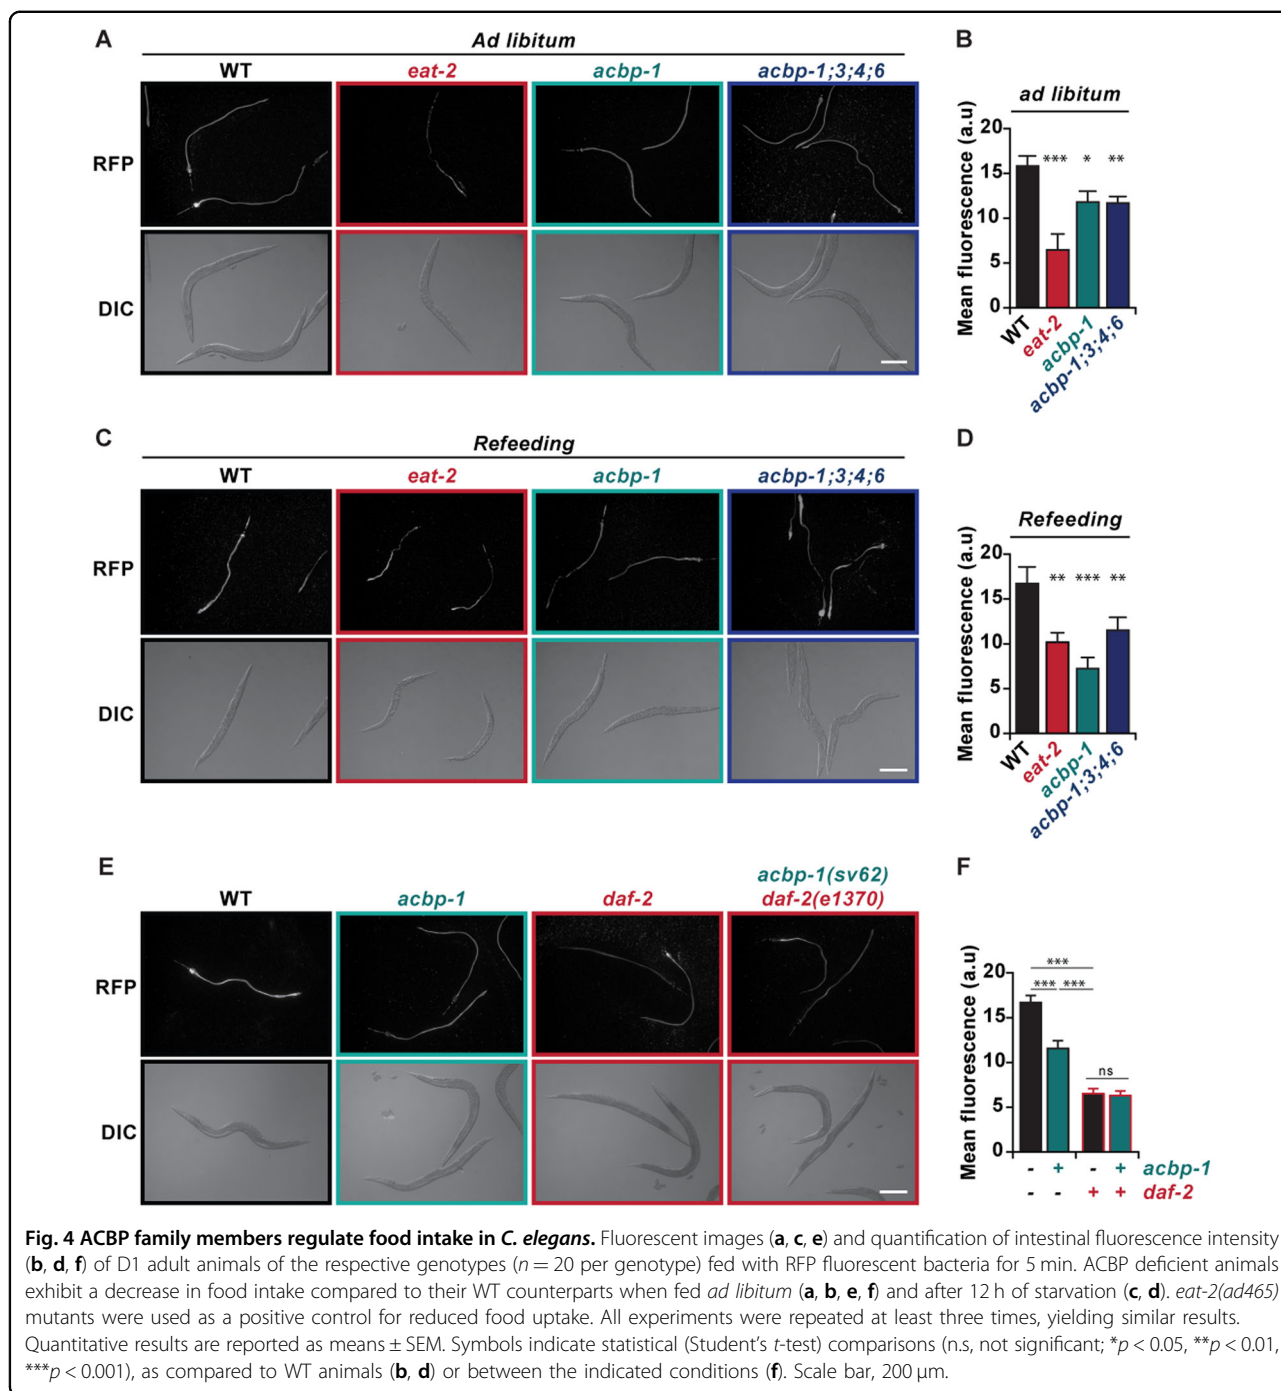 A
Ad libitum
WT eat-2 acbp-1 acbp-1;3;4;6
RFP
DIC
B
ad libitum
Mean fluorescence (a.u)
20
15
10
5
0
*** * **
WT eat-2 acbp-1 acbp-1;3;4;6
C
Refeeding
WT eat-2 acbp-1 acbp-1;3;4;6
RFP
DIC
D
Refeeding
Mean fluorescence (a.u)
20
15
10
5
0
** *** **
WT eat-2 acbp-1 acbp-1;3;4;6
E
WT acbp-1 daf-2 acbp-1(sv62)
daf-2(e1370)
RFP
DIC
F
Mean fluorescence (a.u)
20
15
10
5
0
***
*** ***
ns
- + - + acbp-1
- - + + daf-2
Fig. 4 ACBP family members regulate food intake in C. elegans. Fluorescent images (a, c, e) and quantification of intestinal fluorescence intensity
(b, d, f) of D1 adult animals of the respective genotypes (n = 20 per genotype) fed with RFP fluorescent bacteria for 5 min. ACBP deficient animals
exhibit a decrease in food intake compared to their WT counterparts when fed ad libitum (a, b, e, f) and after 12 h of starvation (c, d). eat-2(ad465)
mutants were used as a positive control for reduced food uptake. All experiments were repeated at least three times, yielding similar results.
Quantitative results are reported as means ± SEM. Symbols indicate statistical (Student's t-test) comparisons (n.s, not significant; *p < 0.05, **p < 0.01,
***p < 0.001), as compared to WT animals (b, d) or between the indicated conditions (f). Scale bar, 200 μm.